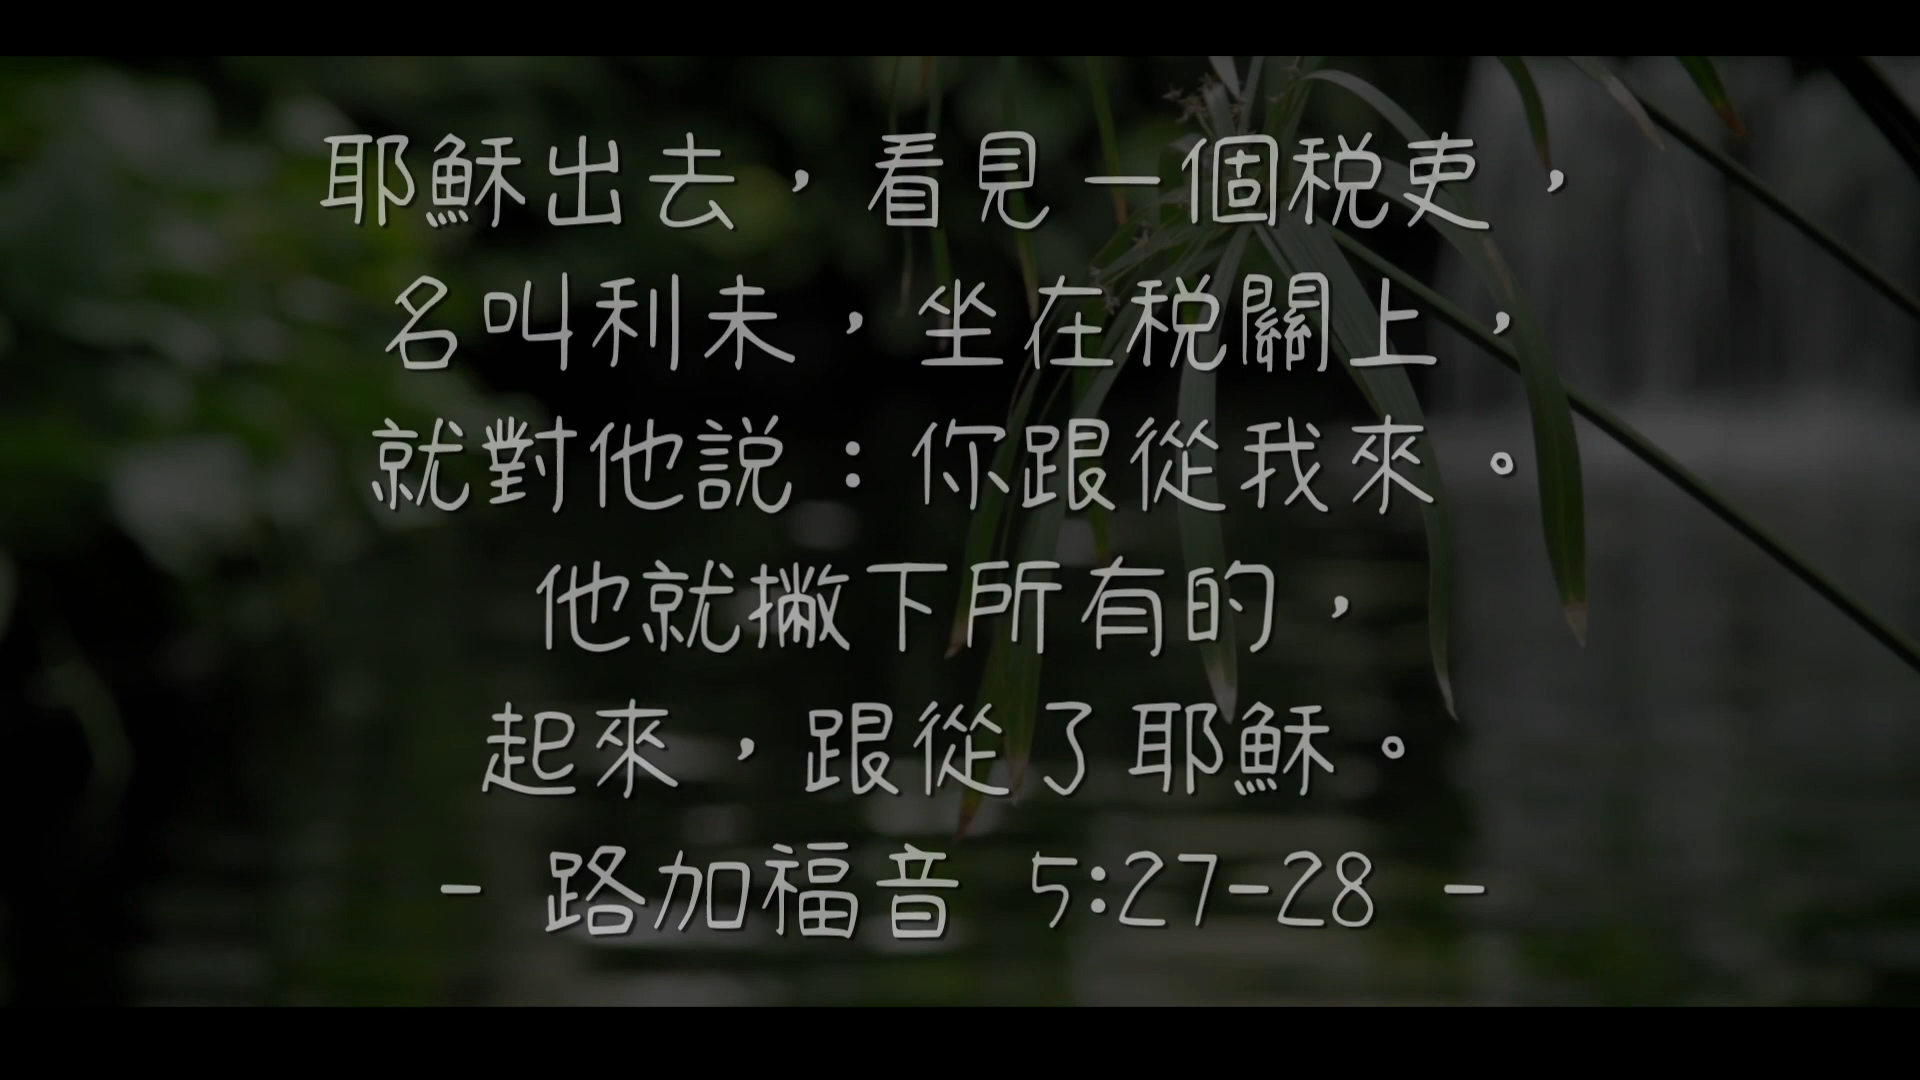 耶穌出去，看見一個稅吏，
名叫利未，坐在稅關上，
就對他說：你跟從我來。
他就撇下所有的，
起來，跟從了耶穌。
- 路加福音 5:27-28 -